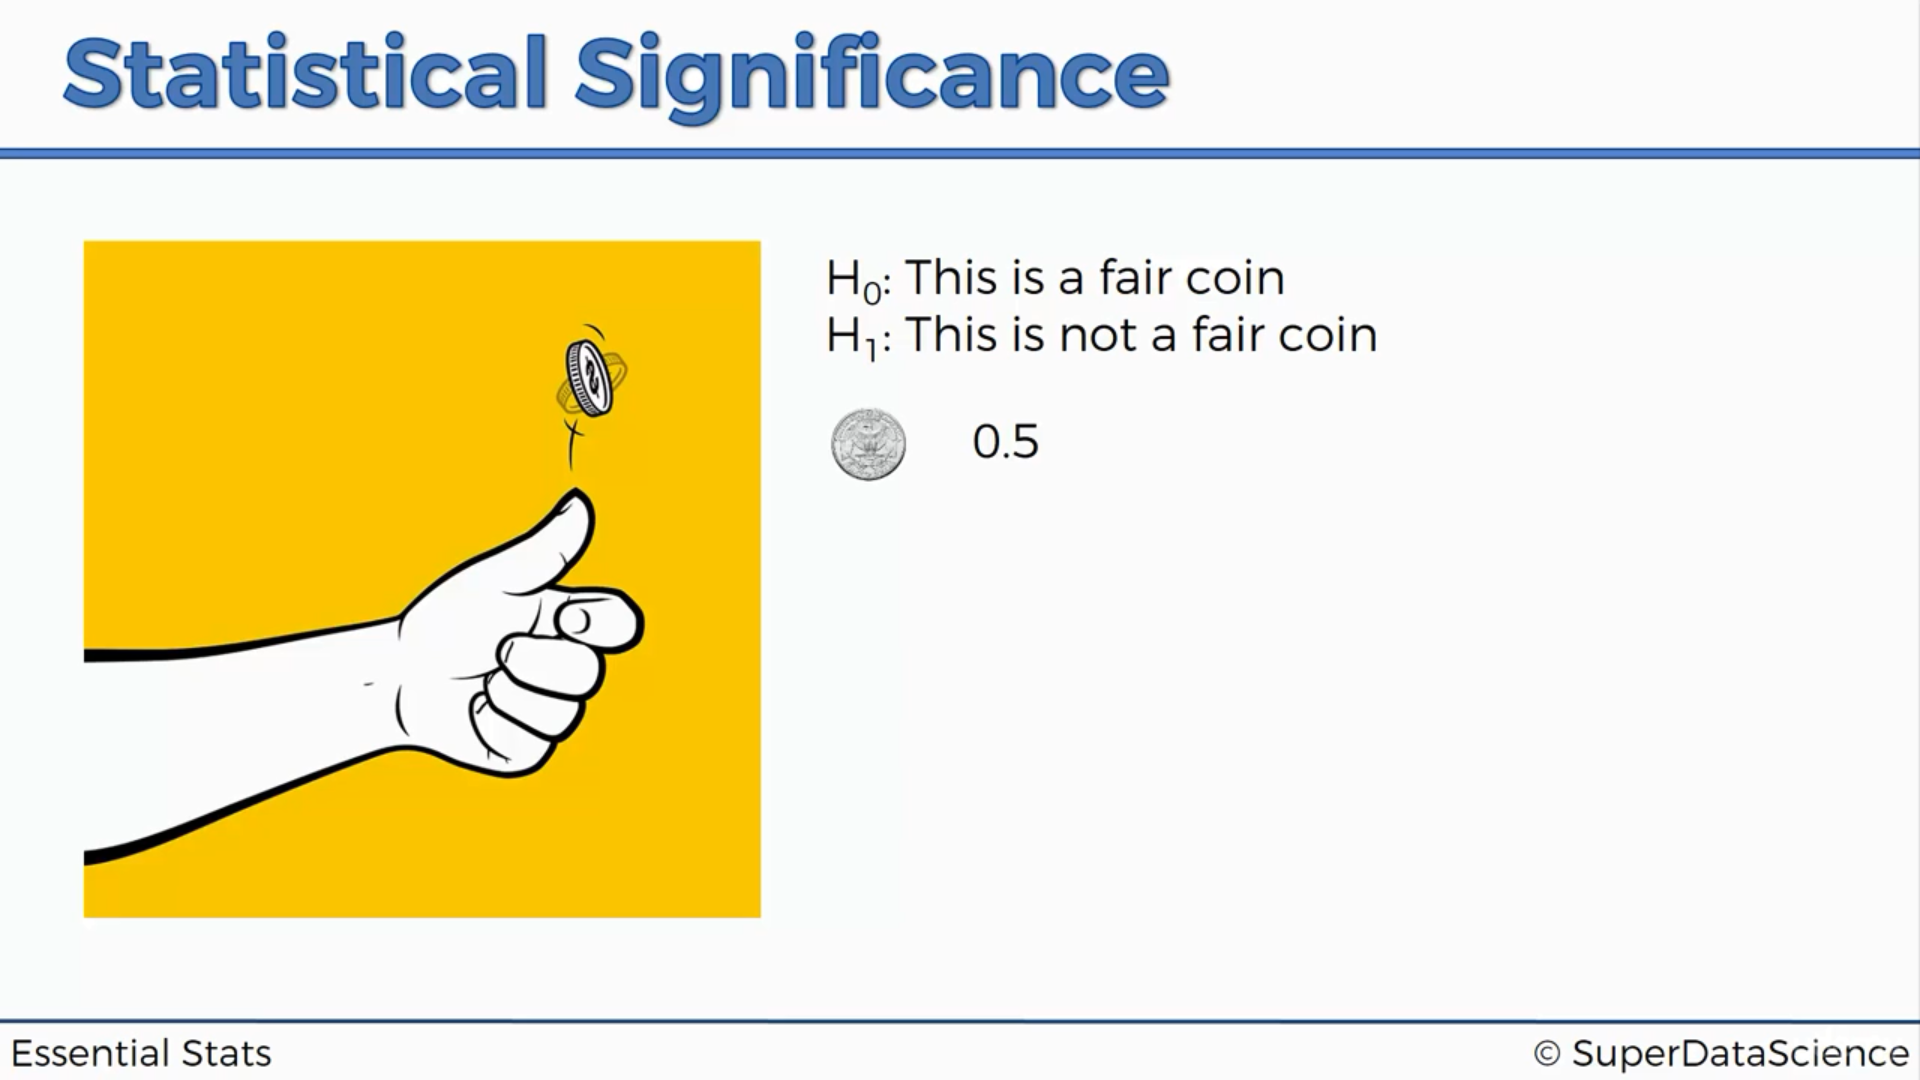 Statistical Significance
H₀: This is a fair coin
H₁: This is not a fair coin
0.5
Essential Stats
© SuperDataScience